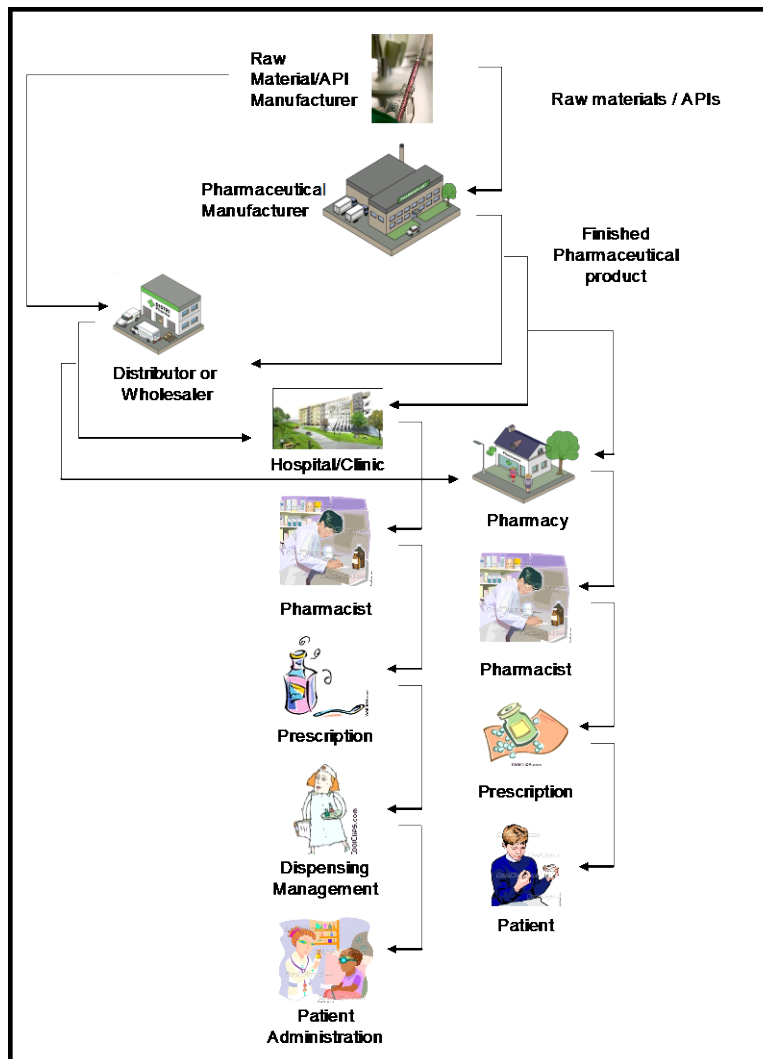 Raw
Material/API
Manufacturer
Raw materials / APIs
Pharmaceutical
Manufacturer
Finished
Pharmaceutical
product
Distributor or
Wholesaler
Hospital/Clinic
Pharmacy
Pharmacist
Pharmacist
Prescription
Prescription
Dispensing
Management
Patient
Patient
Administration